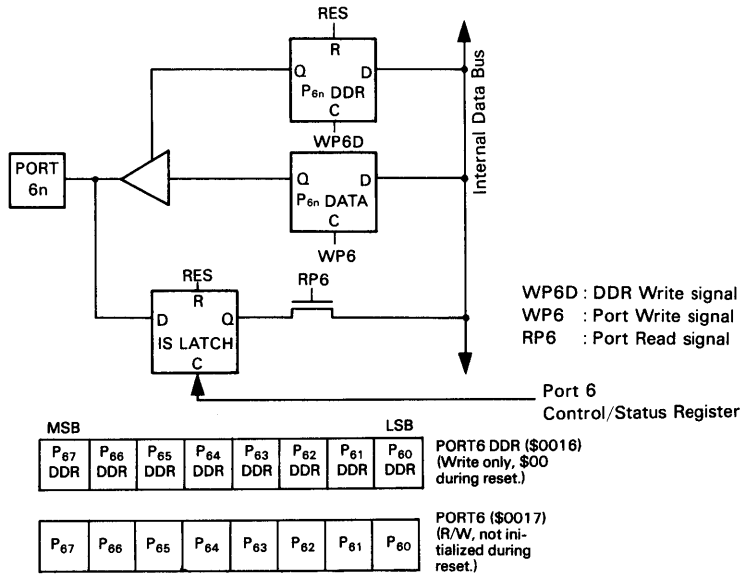 RES
R
Q D
P6n DDR
C
WP6D
Internal Data Bus
PORT
6n
Q D
P6n DATA
C
WP6
RES
RP6
R
D Q
IS LATCH
C
WP6D : DDR Write signal
WP6 : Port Write signal
RP6 : Port Read signal
Port 6
Control/Status Register
MSB LSB
P67 P66 P65 P64 P63 P62 P61 P60
DDR DDR DDR DDR DDR DDR DDR DDR
PORT6 DDR ($0016)
(Write only, $00
during reset.)
P67 P66 P65 P64 P63 P62 P61 P60
PORT6 ($0017)
(R/W, not ini-
tialized during
reset.)